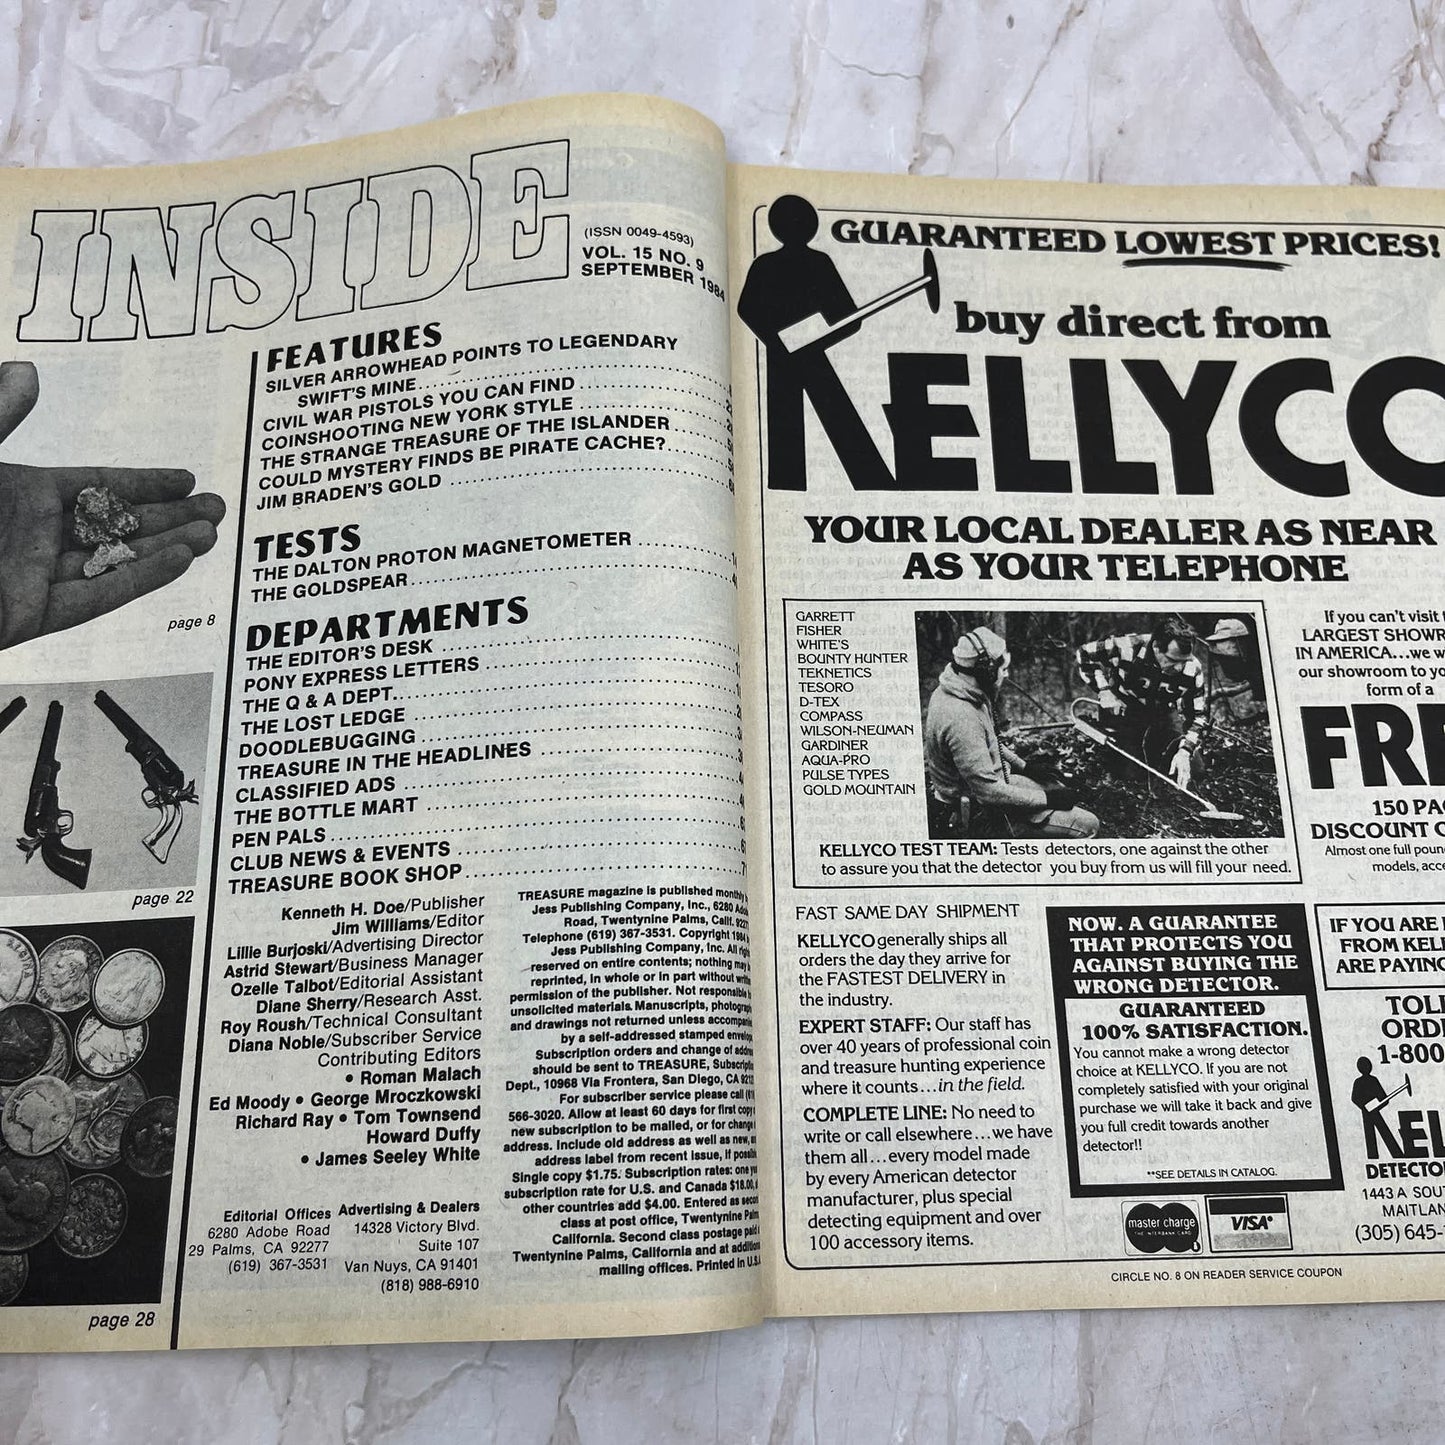 INSIDE
(ISSN 0049-4593)
VOL. 15 NO. 9
SEPTEMBER 1984
FEATURES
SILVER ARROWHEAD POINTS TO LEGENDARY
SWIFT'S MINE
CIVIL WAR PISTOLS YOU CAN FIND
COINSHOOTING NEW YORK STYLE
THE STRANGE TREASURE OF THE ISLANDER
COULD MYSTERY FINDS BE PIRATE CACHE?
JIM BRADEN'S GOLD
TESTS
THE DALTON PROTON MAGNETOMETER
THE GOLDSPEAR
DEPARTMENTS
THE EDITOR'S DESK
PONY EXPRESS LETTERS
THE Q & A DEPT.
THE LOST LEDGE
DOODLEBUGGING
TREASURE IN THE HEADLINES
CLASSIFIED ADS
THE BOTTLE MART
PEN PALS
CLUB NEWS & EVENTS
TREASURE BOOK SHOP
page 8
page 22
page 28
Kenneth H. Doe/Publisher
Jim Williams/Editor
Lillie Burjoski/Advertising Director
Astrid Stewart/Business Manager
Ozelle Talbot/Editorial Assistant
Diane Sherry/Research Asst.
Roy Roush/Technical Consultant
Diana Noble/Subscriber Service
Contributing Editors
• Roman Malach
Ed Moody • George Mroczkowski
Richard Ray • Tom Townsend
Howard Duffy
• James Seeley White
Editorial Offices
6280 Adobe Road
29 Palms, CA 92277
(619) 367-3531
Advertising & Dealers
14328 Victory Blvd.
Suite 107
Van Nuys, CA 91401
(818) 988-6910
TREASURE magazine is published monthly
Jess Publishing Company, Inc., 6280
Road, Twentynine Palms, Calif.
Telephone (619) 367-3531. Copyright 1984
Jess Publishing Company, Inc. All
reserved on entire contents; nothing may
reprinted, in whole or in part without
permission of the publisher. Not responsible
unsolicited materials. Manuscripts,
and drawings not returned unless
by a self-addressed stamped
Subscription orders and change of
should be sent to TREASURE,
Dept., 10968 Via Frontera, San Diego, CA
For subscriber service please call
566-3020. Allow at least 60 days for first copy
new subscription to be mailed, or for change
address. Include old address as well as new,
address label from recent issue, if
Single copy $1.75. Subscription rates: one
subscription rate for U.S. and Canada $18.00,
other countries add $4.00. Entered as
class at post office, Twentynine
California. Second class postage paid
Twentynine Palms, California and at
mailing offices. Printed in
GUARANTEED LOWEST PRICES!
buy direct from
KELLYCO
YOUR LOCAL DEALER AS NEAR
AS YOUR TELEPHONE
GARRETT
FISHER
WHITE'S
BOUNTY HUNTER
TEKNETICS
TESORO
D-TEX
COMPASS
WILSON-NEUMAN
GARDINER
AQUA-PRO
PULSE TYPES
GOLD MOUNTAIN
KELLYCO TEST TEAM: Tests detectors, one against the other
to assure you that the detector you buy from us will fill your need.
If you can't visit
LARGEST
IN AMERICA...we
our showroom to
form of a
150
DISCOUNT
Almost one full
models,
FAST SAME DAY SHIPMENT
KELLYCO generally ships all
orders the day they arrive for
the FASTEST DELIVERY in
the industry.
EXPERT STAFF: Our staff has
over 40 years of professional coin
and treasure hunting experience
where it counts...in the field.
COMPLETE LINE: No need to
write or call elsewhere...we have
them all...every model made
by every American detector
manufacturer, plus special
detecting equipment and over
100 accessory items.
NOW. A GUARANTEE
THAT PROTECTS YOU
AGAINST BUYING THE
WRONG DETECTOR.
GUARANTEED
100% SATISFACTION.
You cannot make a wrong detector
choice at KELLYCO. If you are not
completely satisfied with your original
purchase we will take it back and give
you full credit towards another
detector!!
**SEE DETAILS IN CATALOG.
master charge
THE INTERBANK CARD
VISA
IF YOU ARE
FROM
ARE
1-800
1443 A
(305) 645-
CIRCLE NO. 8 ON READER SERVICE COUPON